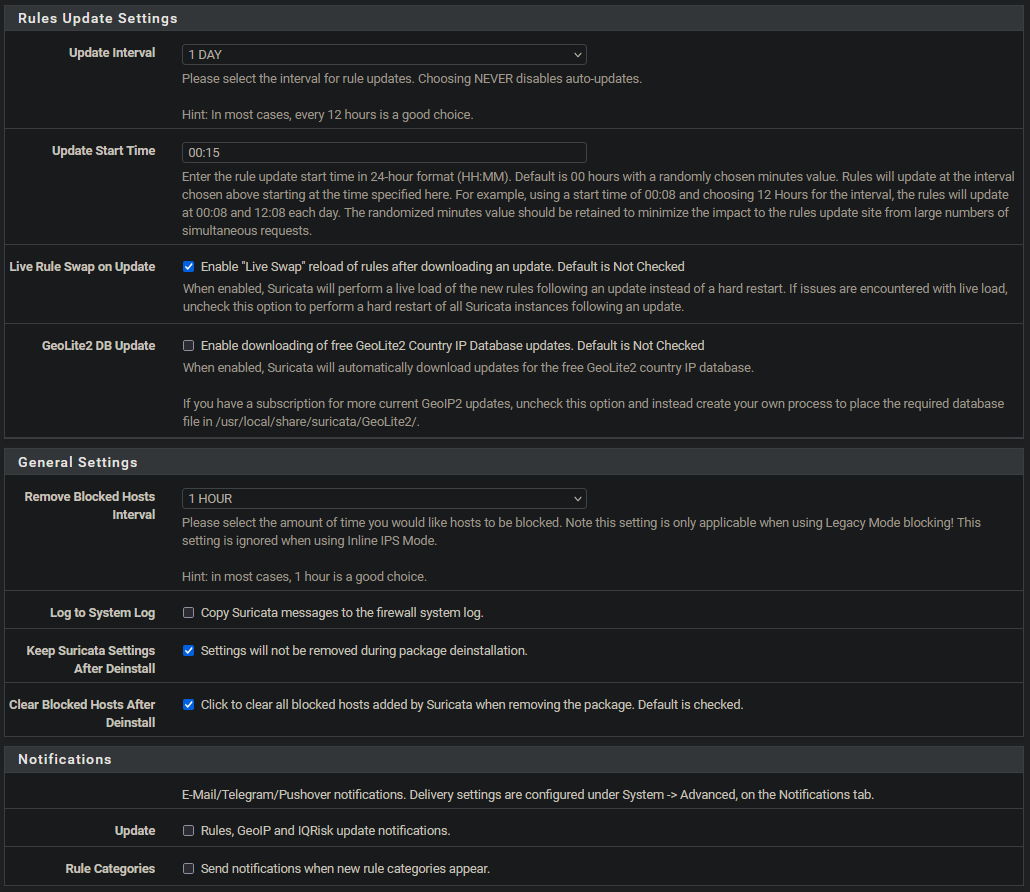 Rules Update Settings
Update Interval
1 DAY
Please select the interval for rule updates. Choosing NEVER disables auto-updates.
Hint: In most cases, every 12 hours is a good choice.
Update Start Time
00:15
Enter the rule update start time in 24-hour format (HH:MM). Default is 00 hours with a randomly chosen minutes value. Rules will update at the interval
chosen above starting at the time specified here. For example, using a start time of 00:08 and choosing 12 Hours for the interval, the rules will update
at 00:08 and 12:08 each day. The randomized minutes value should be retained to minimize the impact to the rules update site from large numbers of
simultaneous requests.
Live Rule Swap on Update
Enable "Live Swap" reload of rules after downloading an update. Default is Not Checked
When enabled, Suricata will perform a live load of the new rules following an update instead of a hard restart. If issues are encountered with live load,
uncheck this option to perform a hard restart of all Suricata instances following an update.
GeoLite2 DB Update
Enable downloading of free GeoLite2 Country IP Database updates. Default is Not Checked
When enabled, Suricata will automatically download updates for the free GeoLite2 country IP database.
If you have a subscription for more current GeoIP2 updates, uncheck this option and instead create your own process to place the required database
file in /usr/local/share/suricata/GeoLite2/.
General Settings
Remove Blocked Hosts
Interval
1 HOUR
Please select the amount of time you would like hosts to be blocked. Note this setting is only applicable when using Legacy Mode blocking! This
setting is ignored when using Inline IPS Mode.
Hint: in most cases, 1 hour is a good choice.
Log to System Log
Copy Suricata messages to the firewall system log.
Keep Suricata Settings
After Deinstall
Settings will not be removed during package deinstallation.
Clear Blocked Hosts After
Deinstall
Click to clear all blocked hosts added by Suricata when removing the package. Default is checked.
Notifications
E-Mail/Telegram/Pushover notifications. Delivery settings are configured under System -> Advanced, on the Notifications tab.
Update
Rules, GeoIP and IQRisk update notifications.
Rule Categories
Send notifications when new rule categories appear.